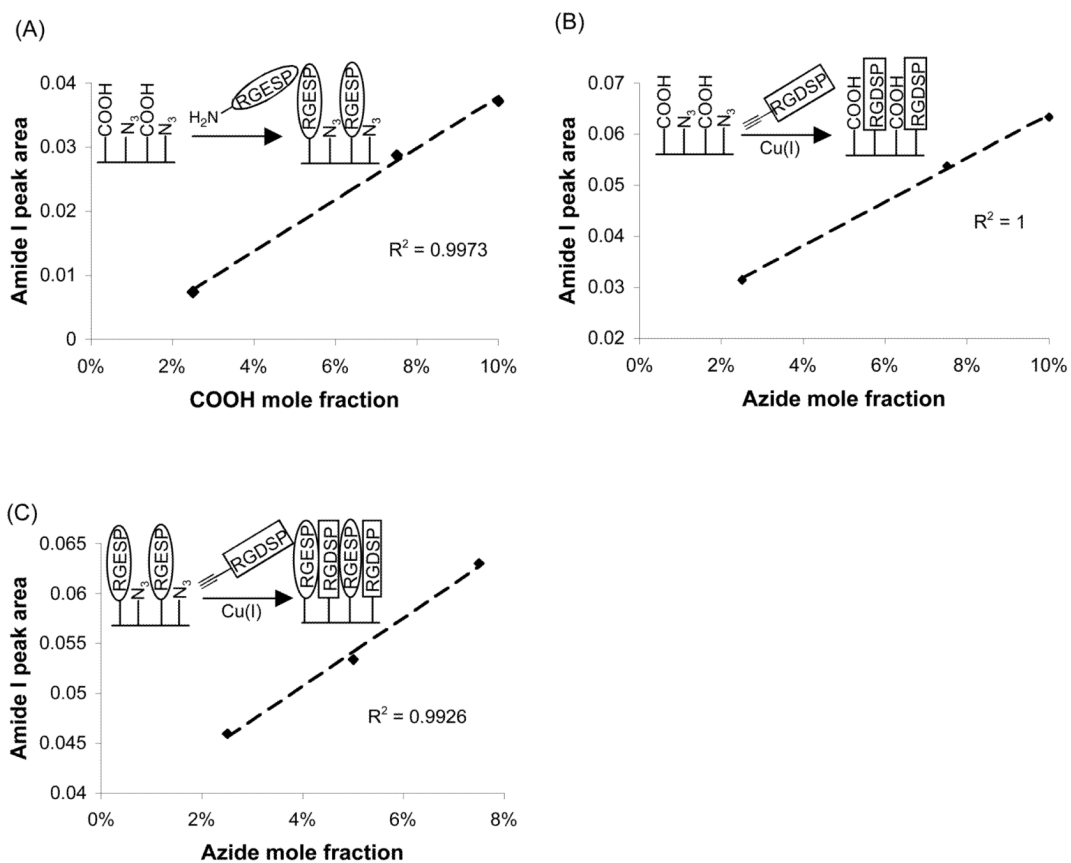 (A)
0.04
0.03
0.02
0.01
0
Amide I peak area
COOH
N3
COOH
N3
H2N
RGESP
RGESP
N3
RGESP
N3
R2 = 0.9973
0%
2%
4%
6%
8%
10%
COOH mole fraction
(B)
0.07
0.06
0.05
0.04
0.03
0.02
Amide I peak area
COOH
N3
COOH
N3
RGDSP
Cu(I)
COOH
RGDSP
COOH
RGDSP
R2 = 1
0%
2%
4%
6%
8%
10%
Azide mole fraction
(C)
0.065
0.06
0.055
0.05
0.045
0.04
Amide I peak area
RGESP
N3
RGESP
N3
RGDSP
Cu(I)
RGESP
RGDSP
RGESP
RGDSP
R2 = 0.9926
0%
2%
4%
6%
8%
Azide mole fraction